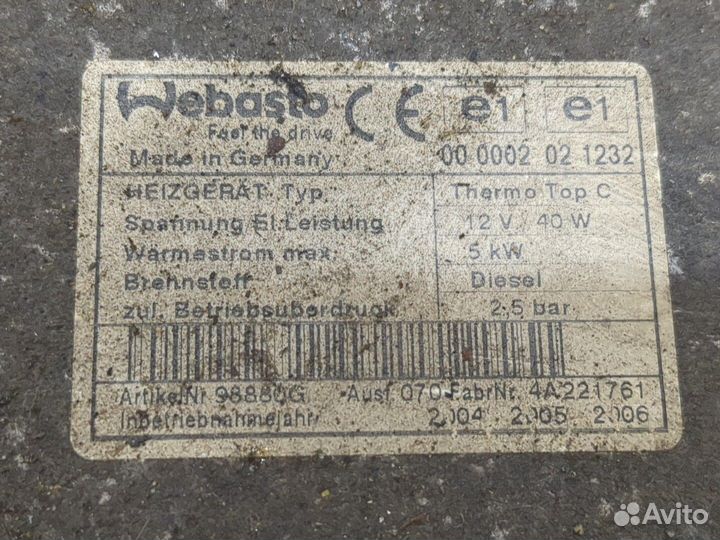 Webasto
Feel the drive
CE e1 e1
Made in Germany 00 0002 02 1232
HEIZGERÄT Typ Thermo Top C
Spannung El.Leistung 12 V 40 W
Wärmestrom max. 5 kW
Brennstoff Diesel
zul. Betriebsüberdruck 2,5 bar
Artikel Nr 98880G Ausf 070 FabrNr. 4A221761
Inbetriebnahmejahr 2004 2005 2006
Avito